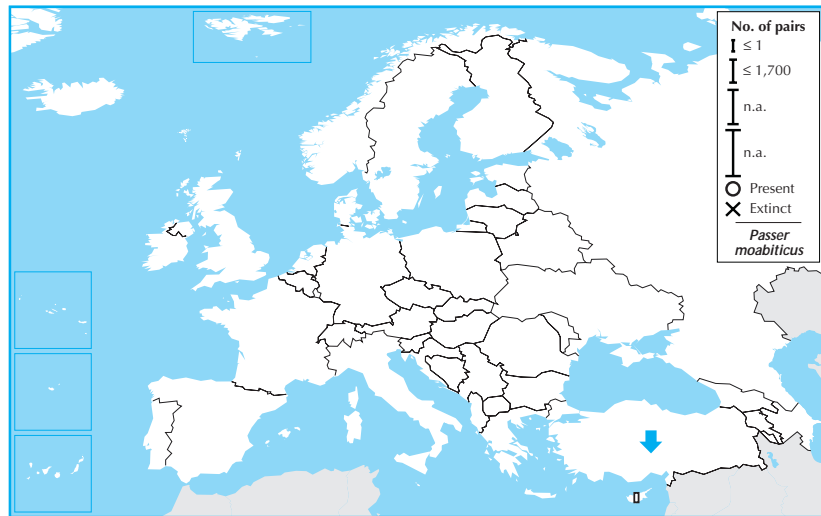 No. of pairs
≤ 1
≤ 1,700
n.a.
n.a.
Present
Extinct
Passer
moabiticus